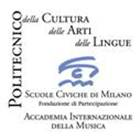 POLITECNICO
della CULTURA
delle ARTI
delle LINGUE
SCUOLE CIVICHE DI MILANO
Fondazione di Partecipazione
ACCADEMIA INTERNAZIONALE
DELLA MUSICA